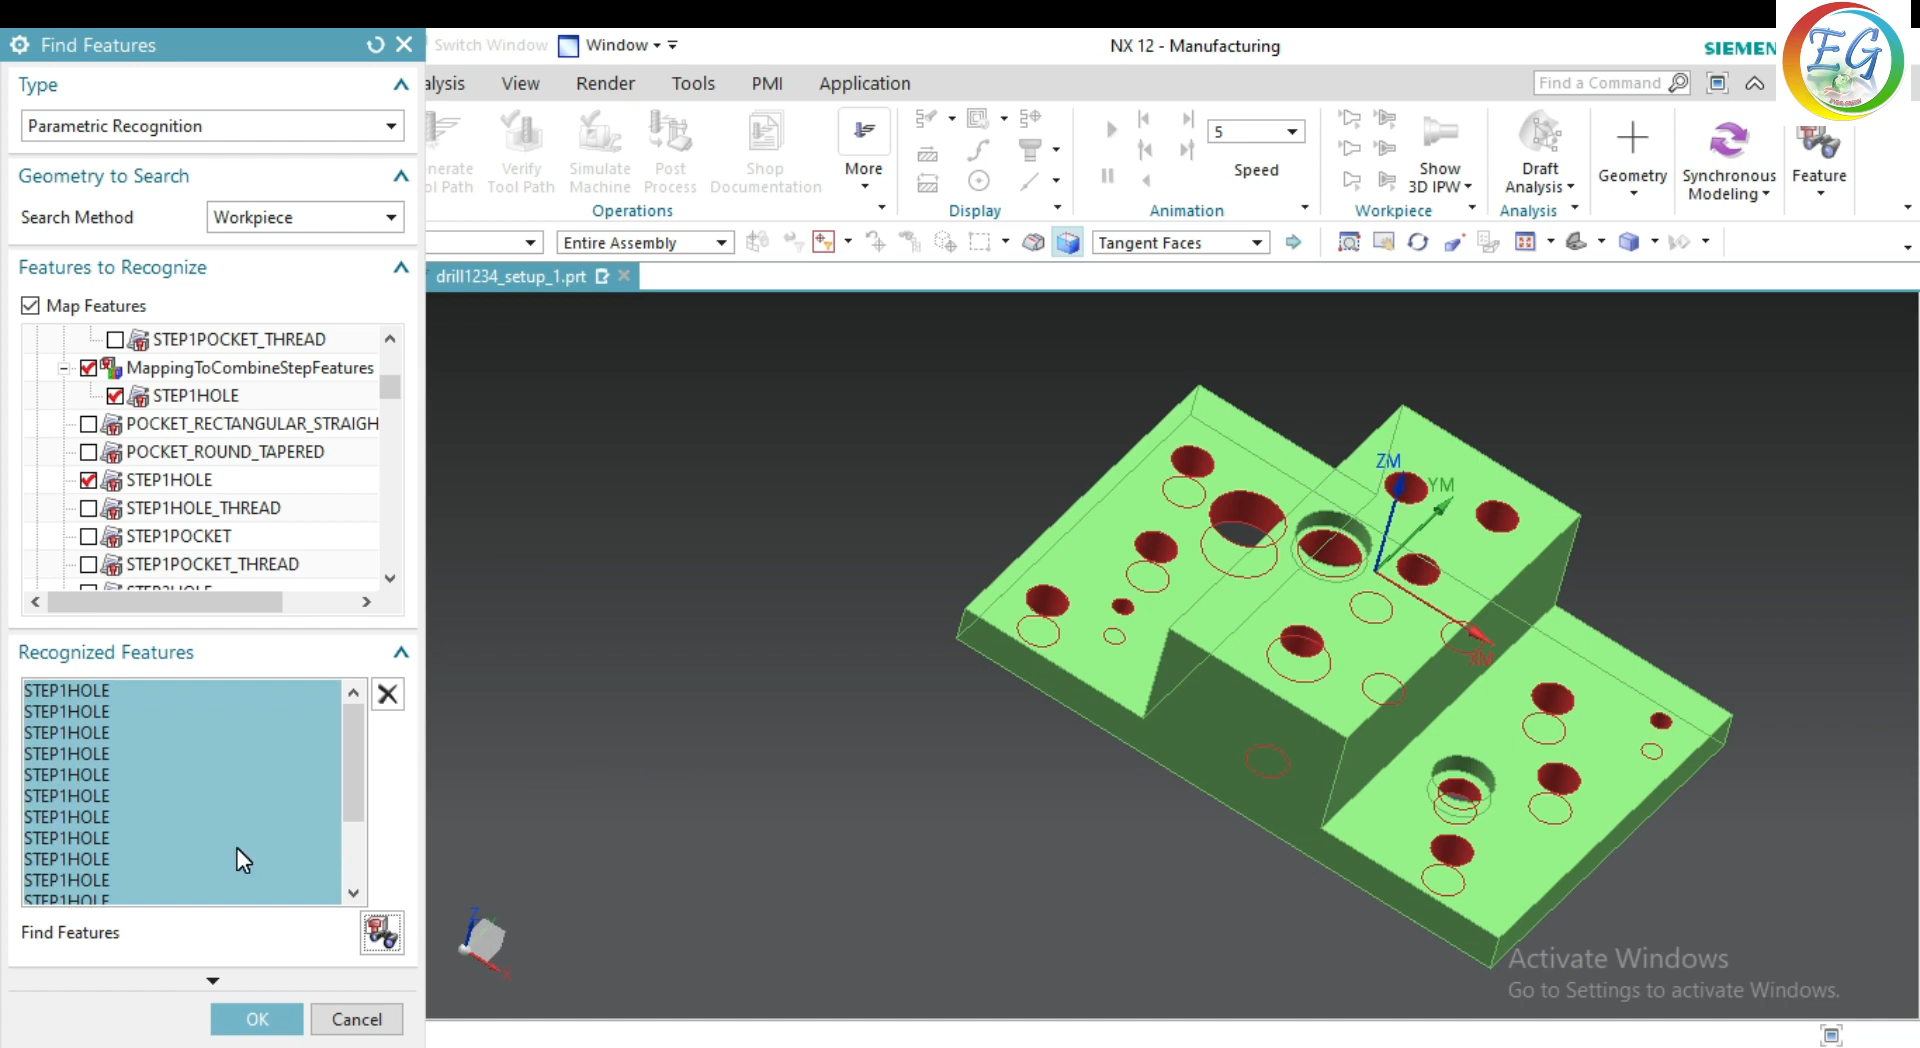 Find Features
Switch Window Window
NX 12 - Manufacturing
SIEMEN
EG
Type
alysis View Render Tools PMI Application
Find a Command
Parametric Recognition
5
Geometry to Search
nerate
ol Path
Verify
Tool Path
Simulate
Machine
Post
Process
Shop
Documentation
More
Speed
Show
3D IPW
Draft
Analysis
Geometry
Synchronous
Modeling
Feature
Search Method Workpiece
Operations Display Animation Workpiece Analysis
Entire Assembly Tangent Faces
Features to Recognize
drill1234_setup_1.prt
Map Features
STEP1POCKET_THREAD
MappingToCombineStepFeatures
STEP1HOLE
POCKET_RECTANGULAR_STRAIGH
POCKET_ROUND_TAPERED
STEP1HOLE
STEP1HOLE_THREAD
STEP1POCKET
STEP1POCKET_THREAD
ZM
YM
Recognized Features
STEP1HOLE
STEP1HOLE
STEP1HOLE
STEP1HOLE
STEP1HOLE
STEP1HOLE
STEP1HOLE
STEP1HOLE
STEP1HOLE
STEP1HOLE
STEP1HOLE
Find Features
Z
X
OK Cancel
Activate Windows
Go to Settings to activate Windows.